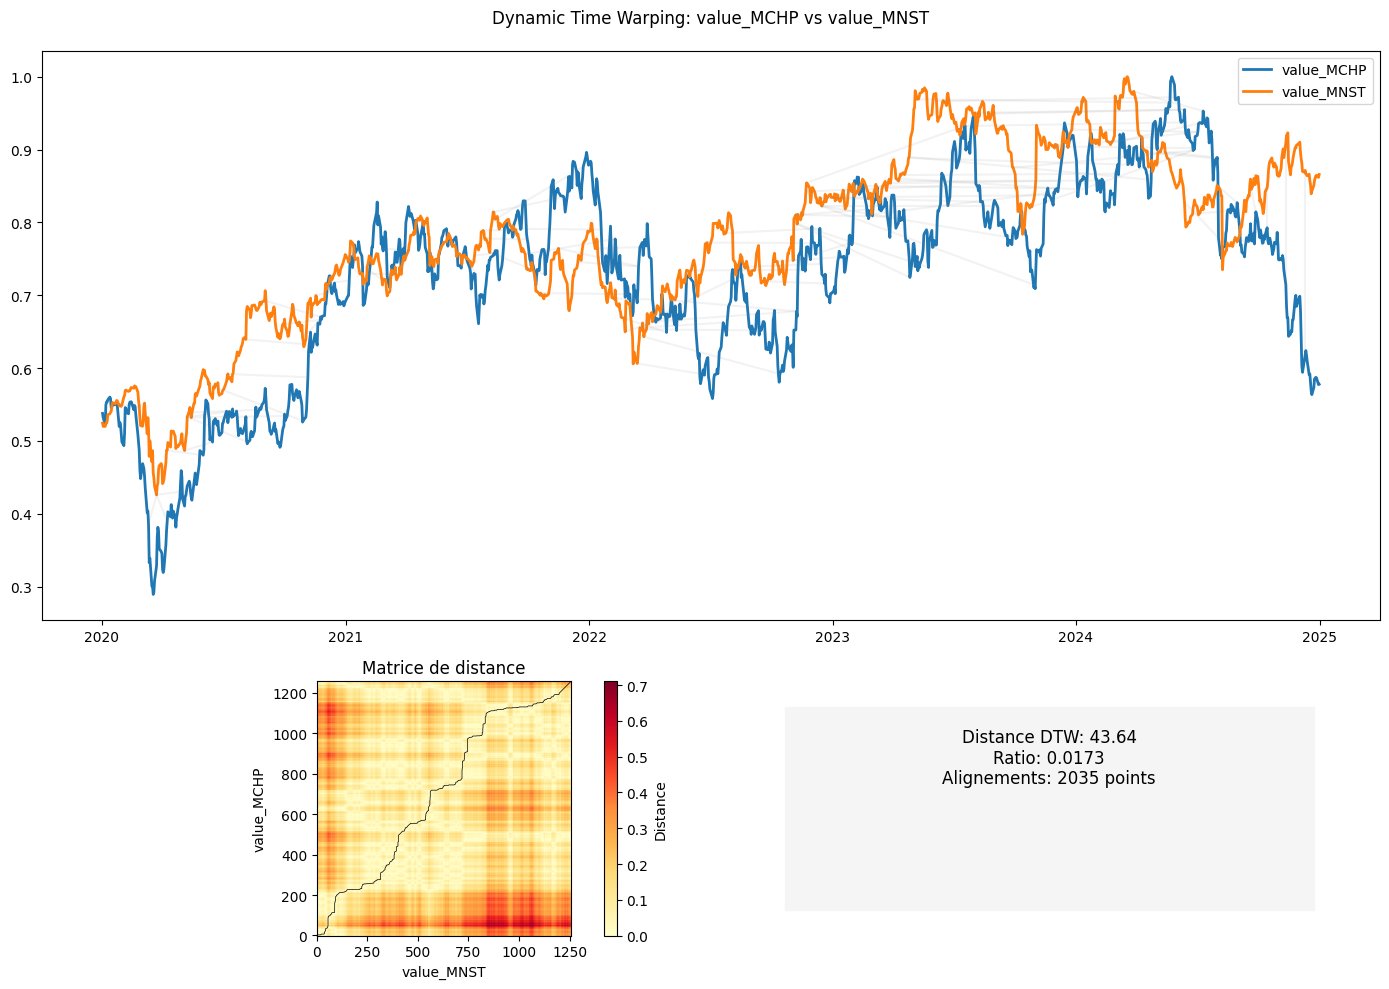 Dynamic Time Warping: value_MCHP vs value_MNST
value_MCHP
value_MNST
1.0
0.9
0.8
0.7
0.6
0.5
0.4
0.3
2020 2021 2022 2023 2024 2025
Matrice de distance
value_MCHP
1200
1000
800
600
400
200
0
0 250 500 750 1000 1250
value_MNST
0.7
0.6
0.5
0.4
0.3
0.2
0.1
0.0
Distance
Distance DTW: 43.64
Ratio: 0.0173
Alignements: 2035 points